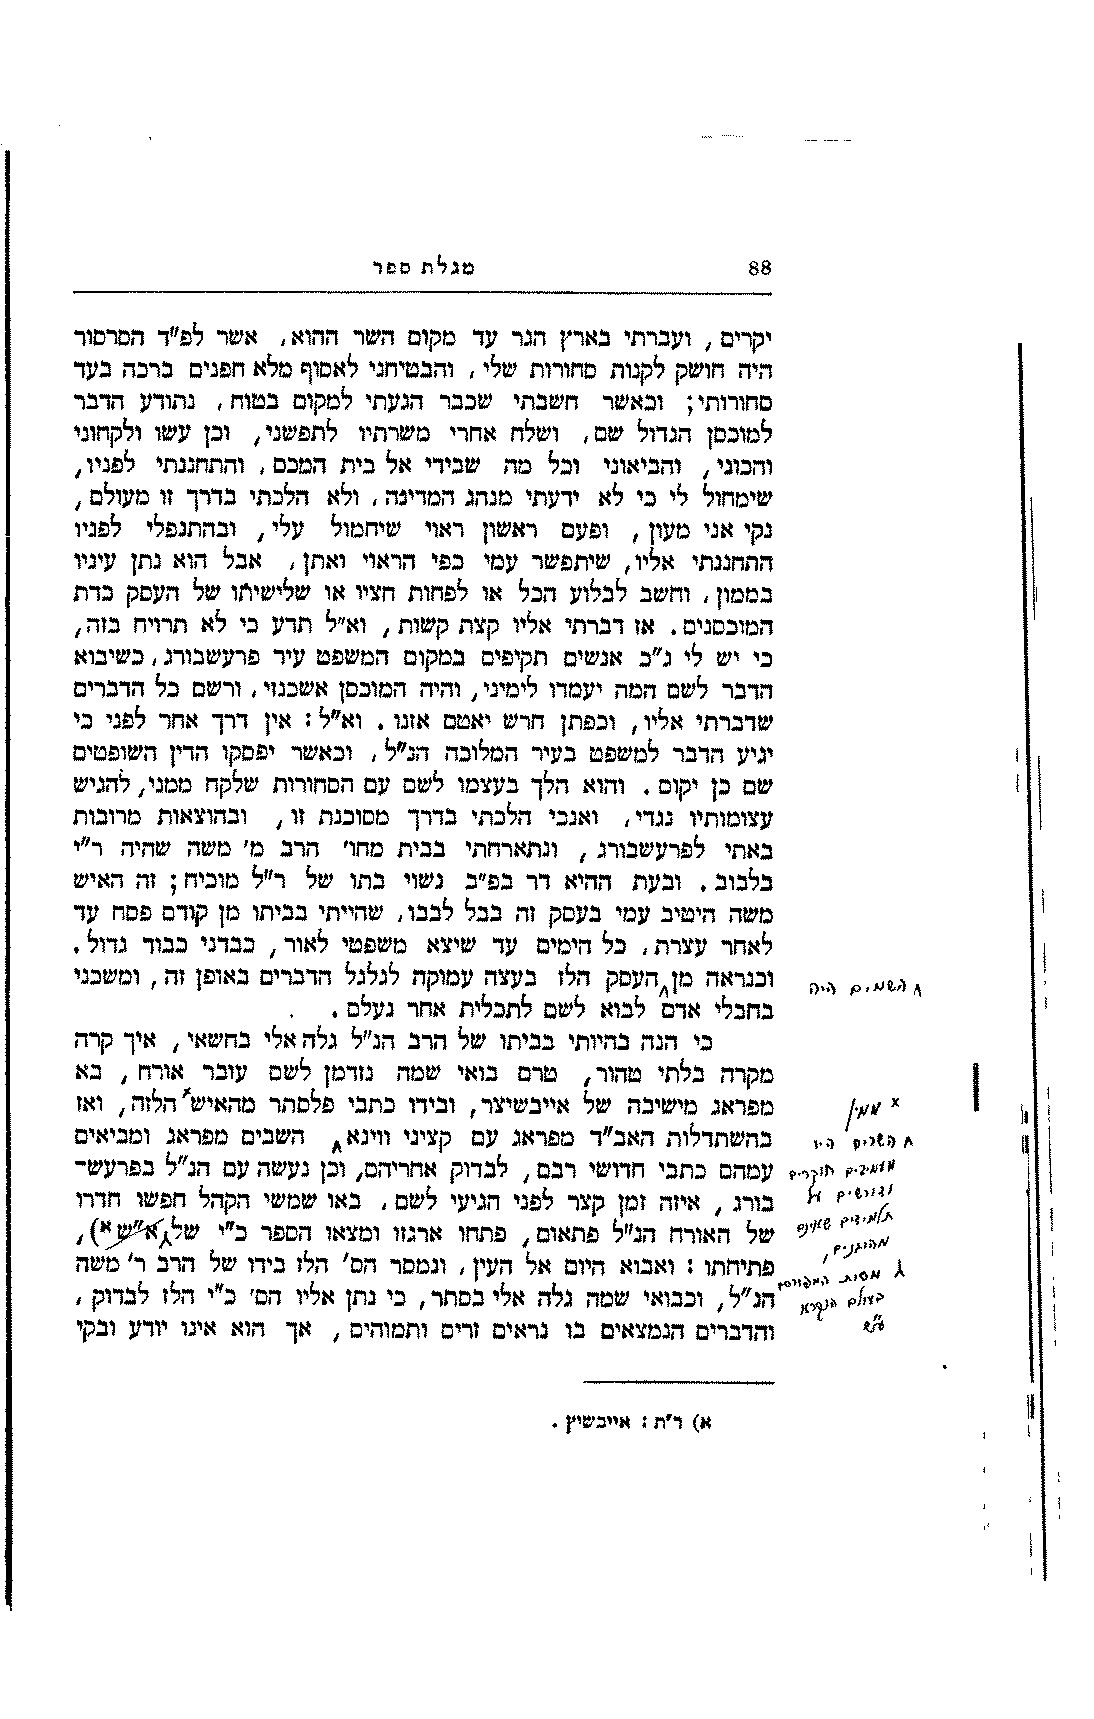 88 מגלת ספר
יקרים, ועברתי בארץ הגר עד מקום השר ההוא, אשר לפ"ד הסרסור
היה חושק לקנות סחורות שלי, והבטיחני לאסוף מלא חפנים ברכה בעד
סחורותי; וכאשר חשבתי שכבר הגעתי למקום בטוח, נתודע הדבר
למוכסן הגדול שם, ושלח אחרי משרתיו לתפשני, וכן עשו ולקחוני
והכוני, והביאוני וכל מה שבידי אל בית המכס, והתחננתי לפניו,
שימחול לי כי לא ידעתי מנהג המדינה, ולא הלכתי בדרך זו מעולם,
נקי אני מעון, ופעם ראשון ראוי שיחמול עלי, ובהתנפלי לפניו
התחננתי אליו, שיתפשר עמי כפי הראוי ואתן, אבל הוא נתן עיניו
בממון, וחשב לבלוע הכל או לפחות חציו או שלישיתו של העסק כדת
המוכסנים. אז דברתי אליו קצת קשות, וא"ל תדע כי לא תרויח בזה,
כי יש לי ג"כ אנשים תקיפים במקום המשפט עיר פרעשבורג, כשיבוא
הדבר לשם המה יעמדו לימיני, והיה המוכסן אשכנזי, ורשם כל הדברים
שדברתי אליו, וכפתן חרש יאטם אזנו. וא"ל: אין דרך אחר לפני כי
יגיע הדבר למשפט בעיר המלוכה הנ"ל, וכאשר יפסקו הדין השופטים
שם כן יקום. והוא הלך בעצמו לשם עם הסחורות שלקח ממני, להגיש
עצומותיו נגדי, ואנכי הלכתי בדרך מסוכנת זו, ובהוצאות מרובות
באתי לפרעשבורג, ונתארחתי בבית מחו' הרב מ' משה שהיה ר"י
בלבוב. ובעת ההיא דר בפ"ב נשוי בתו של ר"ל מוכיח; זה האיש
משה היטיב עמי בעסק זה בכל לבבו, שהייתי בביתו מן קודם פסח עד
לאחר עצרת, כל הימים עד שיצא משפטי לאור, כבדני כבוד גדול.
וכנראה מן העסק הלז בעצה עמוקה לגלגל הדברים באופן זה, ומשכני
בחבלי אדם לבוא לשם לתכלית אחר נעלם.
כי הנה בהיותי בביתו של הרב הנ"ל גלה אלי בחשאי, איך קרה
מקרה בלתי טהור, טרם בואי שמה נזדמן לשם עובר אורח, בא
מפראג מישיבה של אייבשיצר, ובידו כתבי פלסתר מהאיש הלזה, ואז
בהשתדלות האב"ד מפראג עם קציני ווינא השבים מפראג ומביאים
עמהם כתבי חדושי רבם, לבדוק אחריהם, וכן נעשה עם הנ"ל בפרעש־
בורג, איזה זמן קצר לפני הגיעי לשם, באו שמשי הקהל חפשו חדרו
של האורח הנ"ל פתאום, פתחו ארגזו ומצאו הספר כ"י של א"ש א),
פתיחתו: ואבוא היום אל העין, ונמסר הס' הלז בידו של הרב ר' משה
הנ"ל, וכבואי שמה גלה אלי בסתר, כי נתן אליו הס' כ"י הלז לבדוק,
והדברים הנמצאים בו נראים זרים ותמוהים, אך הוא אינו יודע ובקי
א) ר"ת: אייבשיץ.
השמים היה
השרים היו
חוקרים
ודורשים על
תלמידים שאינם
מהוגנים,